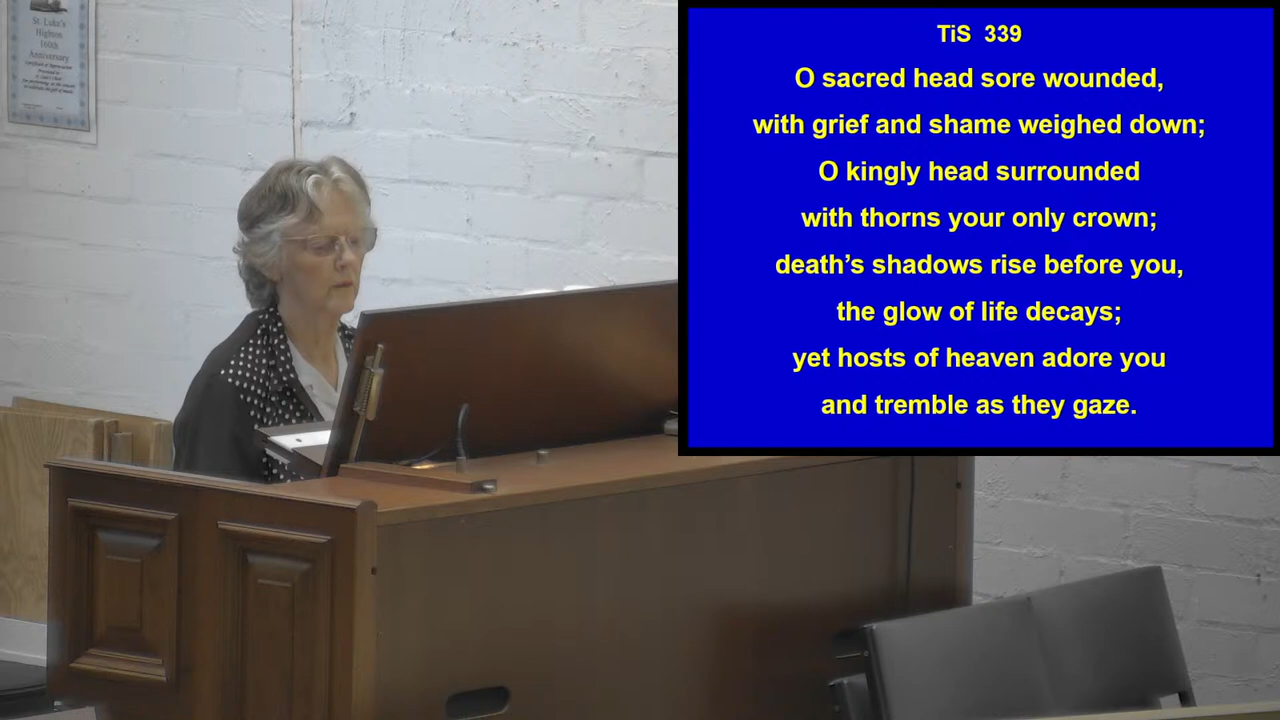 St. Luke's
Highton
160th
Anniversary
TiS 339
O sacred head sore wounded,
with grief and shame weighed down;
O kingly head surrounded
with thorns your only crown;
death's shadows rise before you,
the glow of life decays;
yet hosts of heaven adore you
and tremble as they gaze.